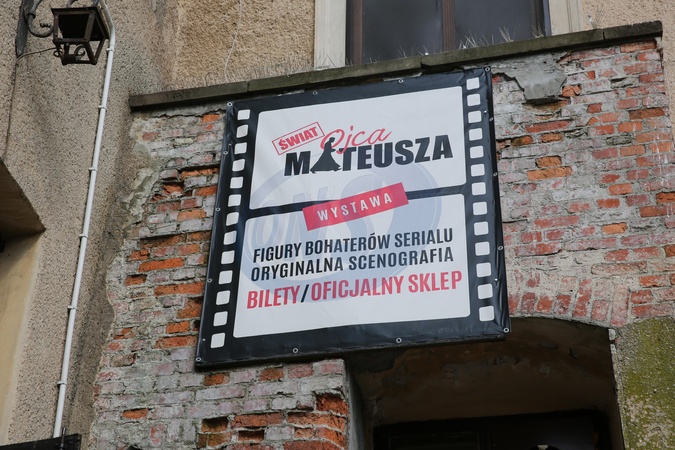 ŚWIAT
Ojca
MATEUSZA
WYSTAWA
FIGURY BOHATERÓW SERIALU
ORYGINALNA SCENOGRAFIA
BILETY/OFICJALNY SKLEP